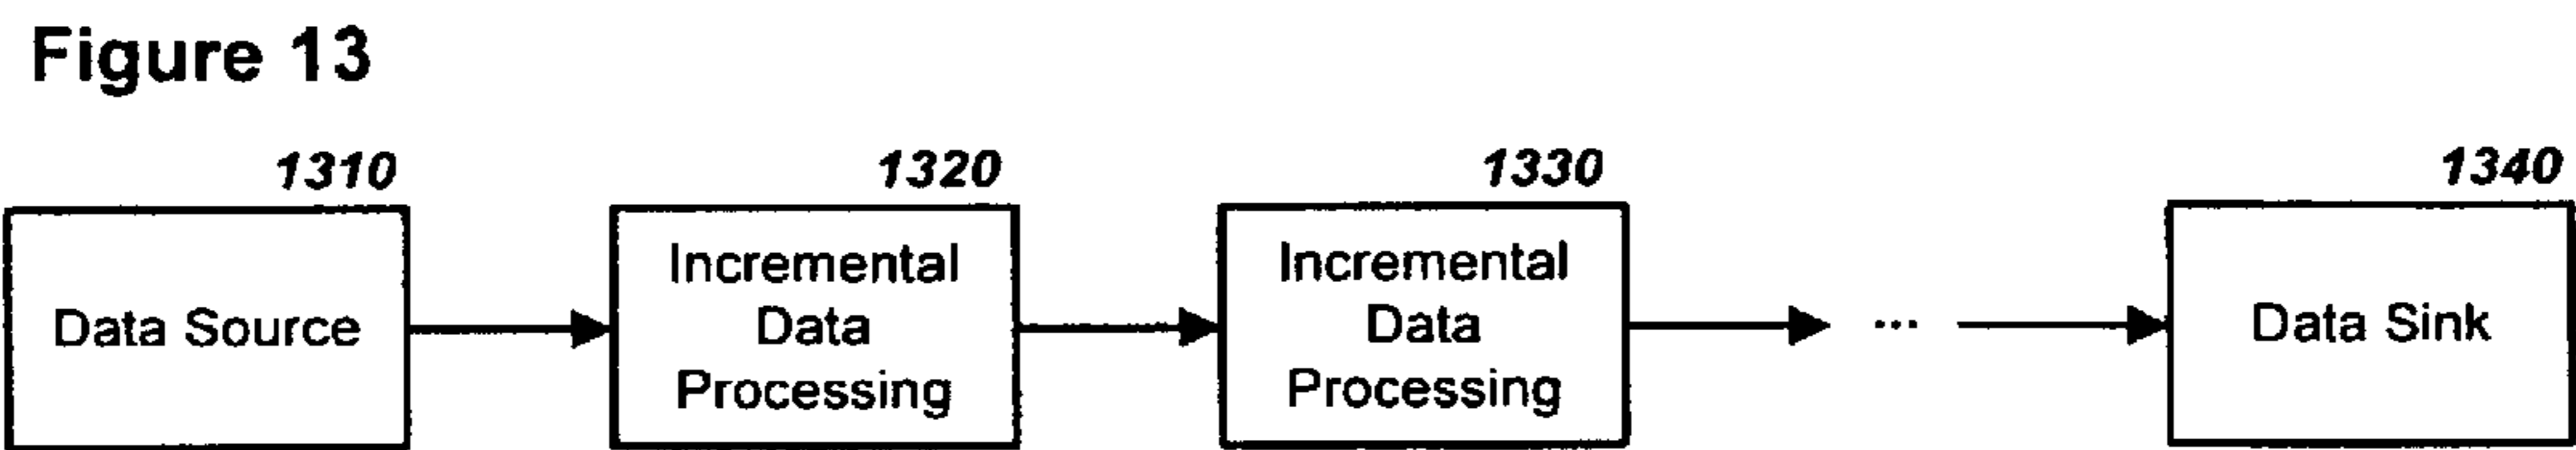 Figure 13
1310
1320
1330
1340
Data Source
Incremental
Data
Processing
Incremental
Data
Processing
...
Data Sink